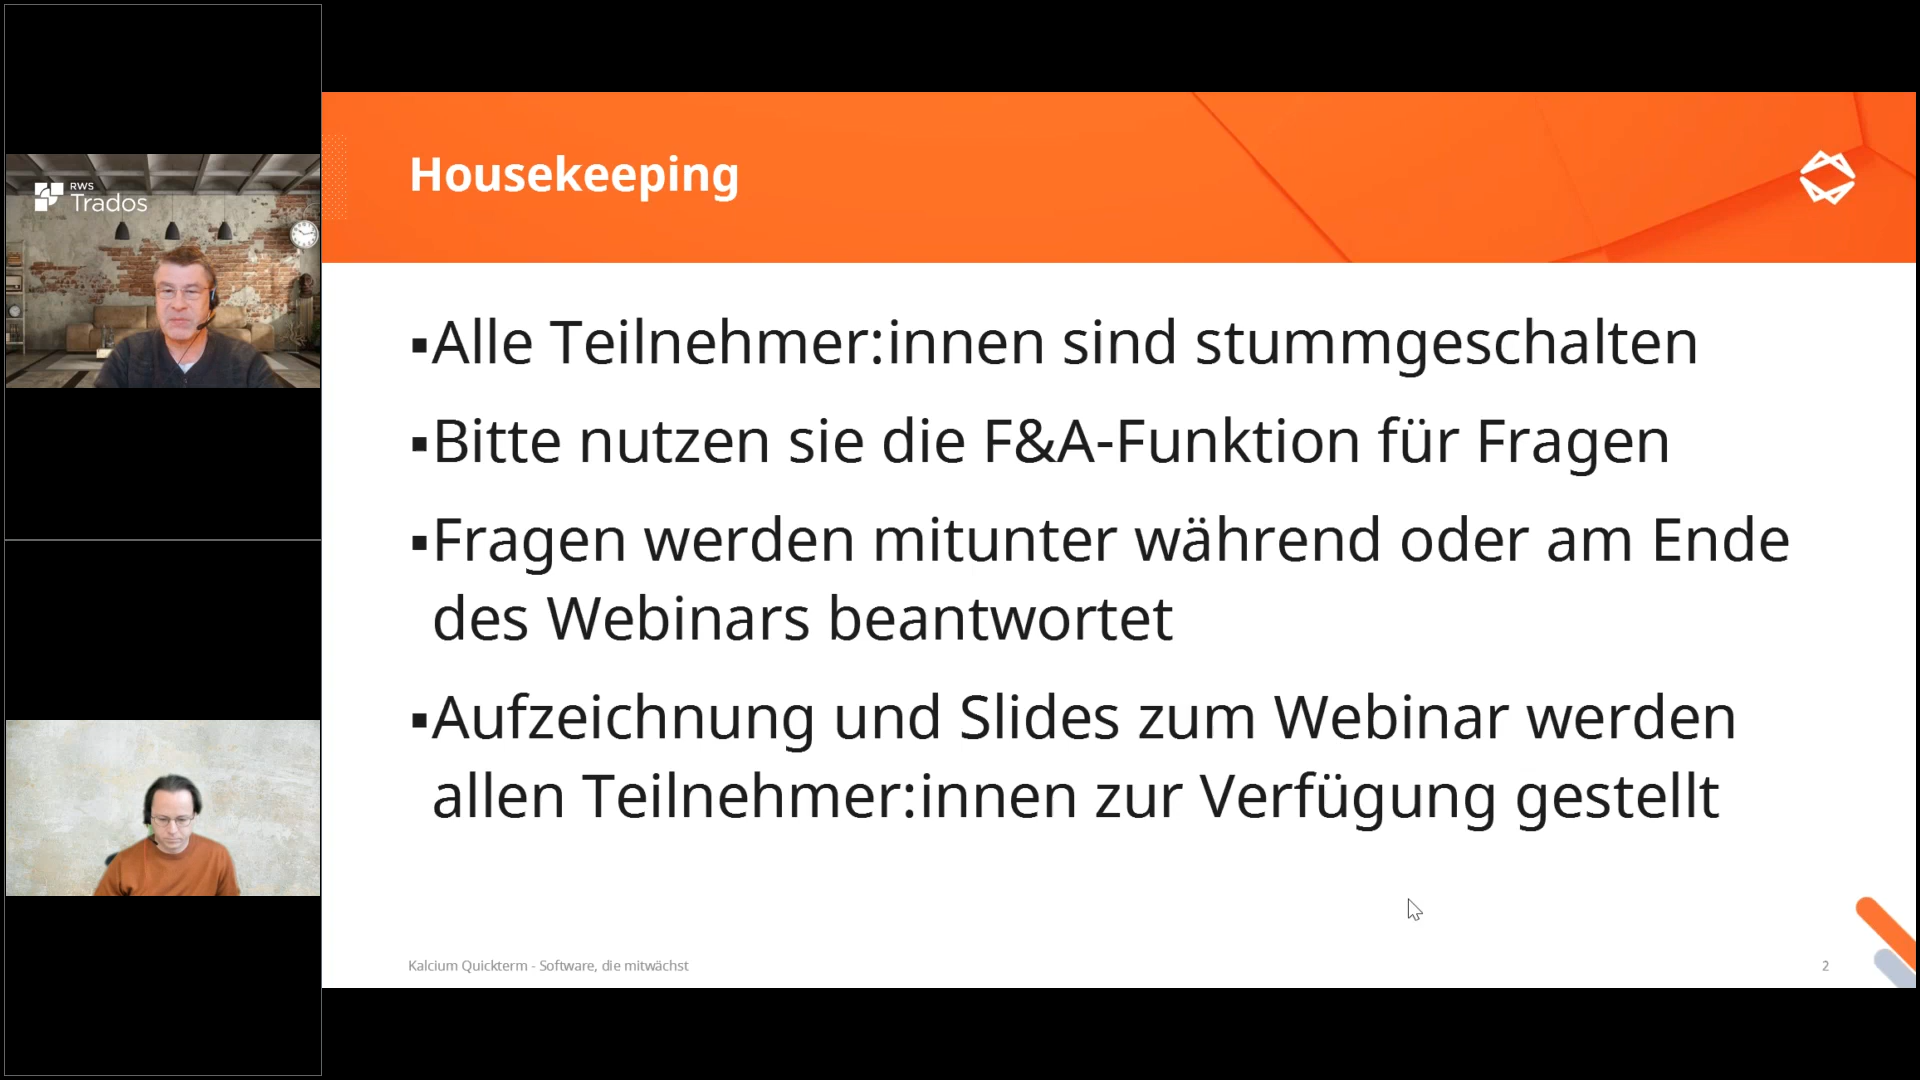 RWS
Trados
Housekeeping
▪Alle Teilnehmer:innen sind stummgeschalten
▪Bitte nutzen sie die F&A-Funktion für Fragen
▪Fragen werden mitunter während oder am Ende
des Webinars beantwortet
▪Aufzeichnung und Slides zum Webinar werden
allen Teilnehmer:innen zur Verfügung gestellt
Kalcium Quickterm - Software, die mitwächst
2